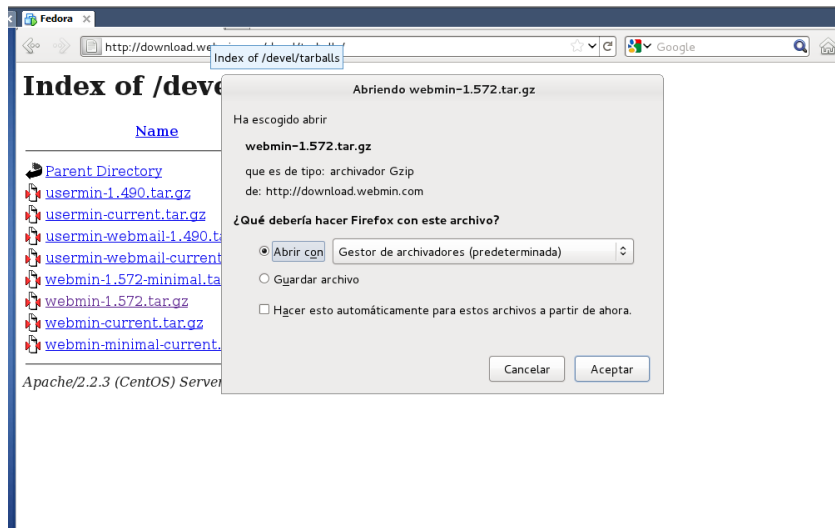 Fedora
http://download.we
Google
Index of /devel/tarballs
Index of /deve
Abriendo webmin-1.572.tar.gz
Name
Ha escogido abrir
webmin-1.572.tar.gz
que es de tipo: archivador Gzip
de: http://download.webmin.com
¿Qué debería hacer Firefox con este archivo?
Abrir con
Gestor de archivadores (predeterminada)
Guardar archivo
Hacer esto automáticamente para estos archivos a partir de ahora.
Cancelar
Aceptar
Parent Directory
usermin-1.490.tar.gz
usermin-current.tar.gz
usermin-webmail-1.490.ta
usermin-webmail-current
webmin-1.572-minimal.ta
webmin-1.572.tar.gz
webmin-current.tar.gz
webmin-minimal-current.
Apache/2.2.3 (CentOS) Server